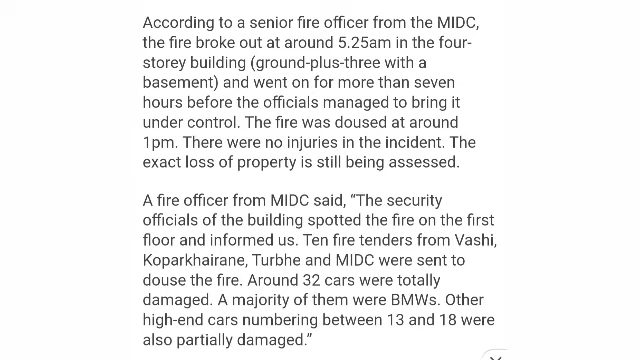 According to a senior fire officer from the MIDC,
the fire broke out at around 5.25am in the four-
storey building (ground-plus-three with a
basement) and went on for more than seven
hours before the officials managed to bring it
under control. The fire was doused at around
1pm. There were no injuries in the incident. The
exact loss of property is still being assessed.
A fire officer from MIDC said, “The security
officials of the building spotted the fire on the first
floor and informed us. Ten fire tenders from Vashi,
Koparkhairane, Turbhe and MIDC were sent to
douse the fire. Around 32 cars were totally
damaged. A majority of them were BMWs. Other
high-end cars numbering between 13 and 18 were
also partially damaged.”